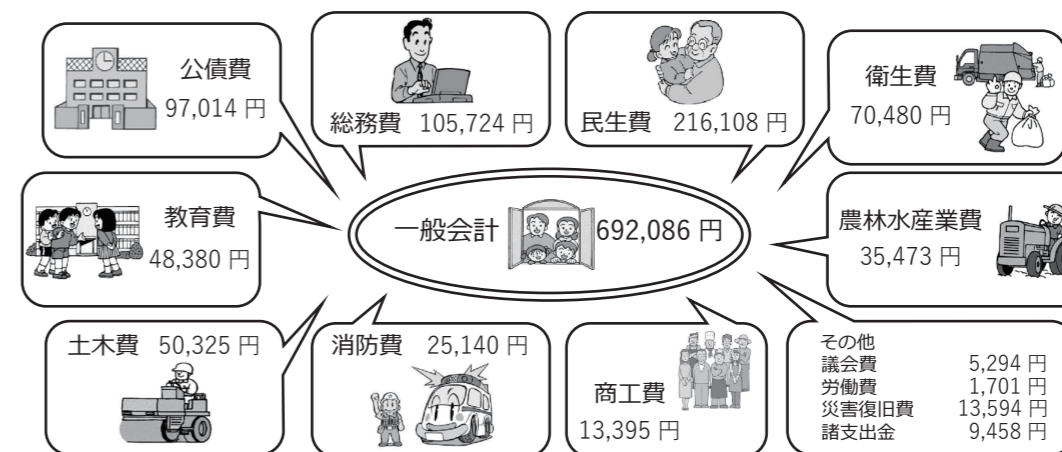 公債費
97,014 円
総務費 105,724 円
民生費 216,108 円
衛生費
70,480 円
教育費
48,380 円
一般会計 692,086 円
農林水産業費
35,473 円
土木費 50,325 円
消防費 25,140 円
商工費
13,395 円
その他
議会費 5,294 円
労働費 1,701 円
災害復旧費 13,594 円
諸支出金 9,458 円